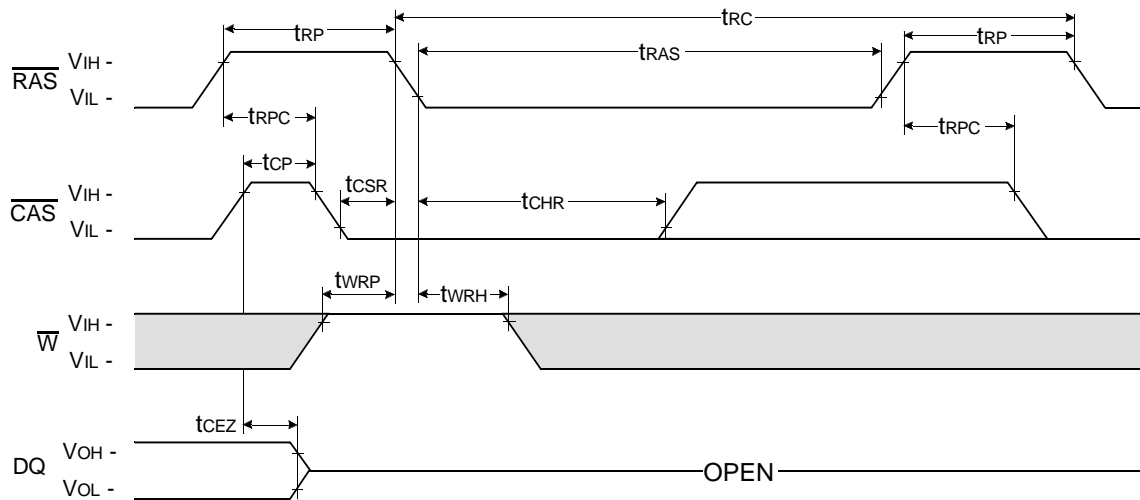 tRC
tRP
tRP
tRAS
RAS
VIH -
VIL -
tRPC
tRPC
tCP
tCSR
tCHR
CAS
VIH -
VIL -
tWRP
tWRH
W
VIH -
VIL -
tCEZ
DQ
VOH -
VOL -
OPEN